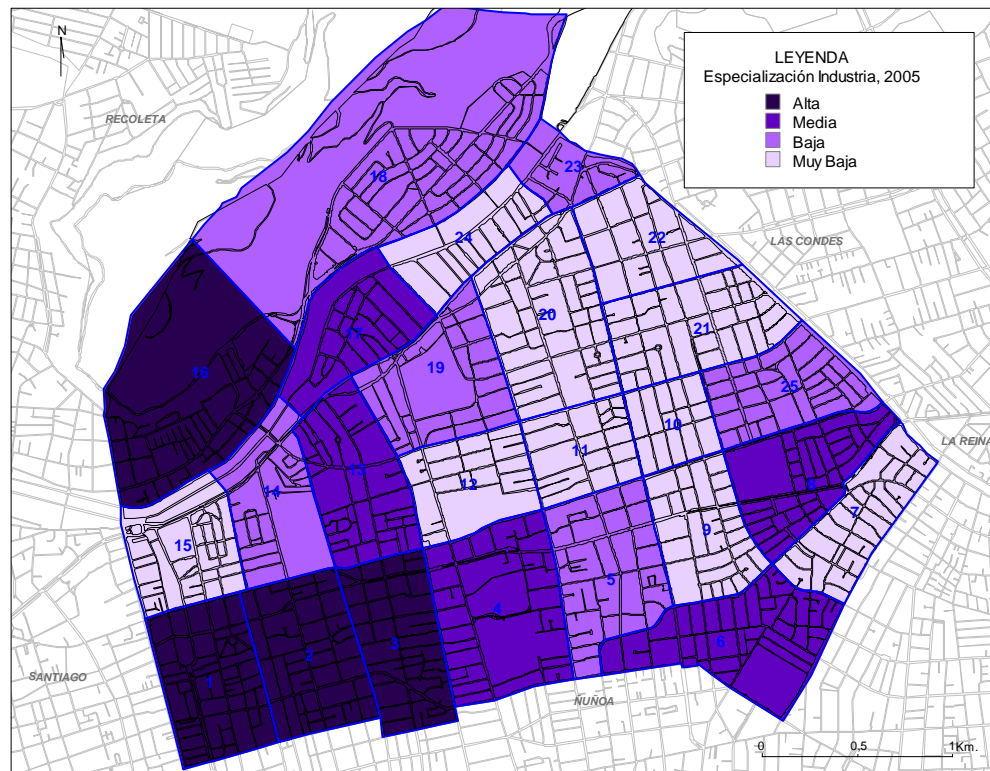 N
LEYENDA
Especialización Industria, 2005
Alta
Media
Baja
Muy Baja
RECOLETA
23
18
24
22
LAS CONDES
20
21
17
16
19
25
10
LA REINA
11
13
12
8
14
7
9
15
5
4
3
6
2
1
SANTIAGO
ÑUÑOA
0 0,5 1Km.